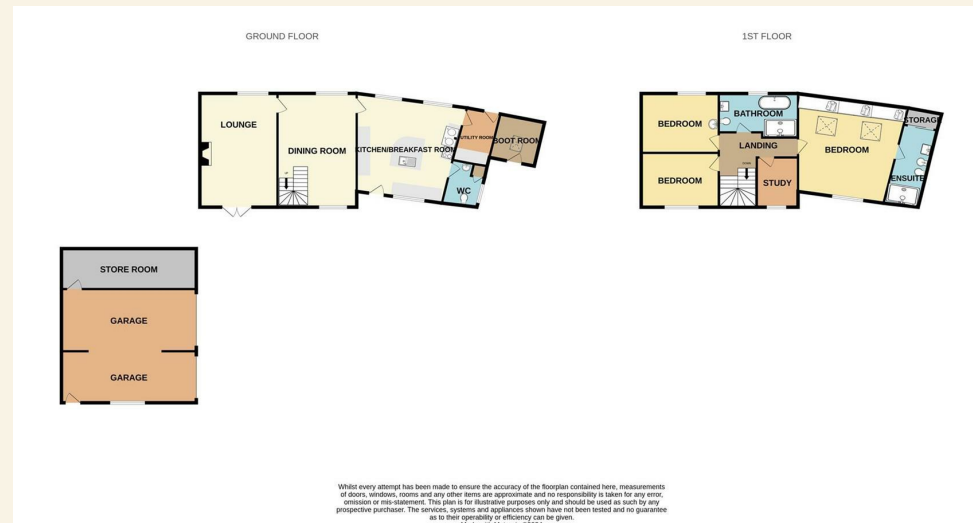 GROUND FLOOR
1ST FLOOR
LOUNGE
DINING ROOM
KITCHEN/BREAKFAST ROOM
UTILITY ROOM
BOOT ROOM
WC
UP
BEDROOM
BATHROOM
STORAGE
LANDING
BEDROOM
BEDROOM
STUDY
ENSUITE
DOWN
STORE ROOM
GARAGE
GARAGE
Whilst every attempt has been made to ensure the accuracy of the floorplan contained here, measurements
of doors, windows, rooms and any other items are approximate and no responsibility is taken for any error,
omission or mis-statement. This plan is for illustrative purposes only and should be used as such by any
prospective purchaser. The services, systems and appliances shown have not been tested and no guarantee
as to their operability or efficiency can be given.